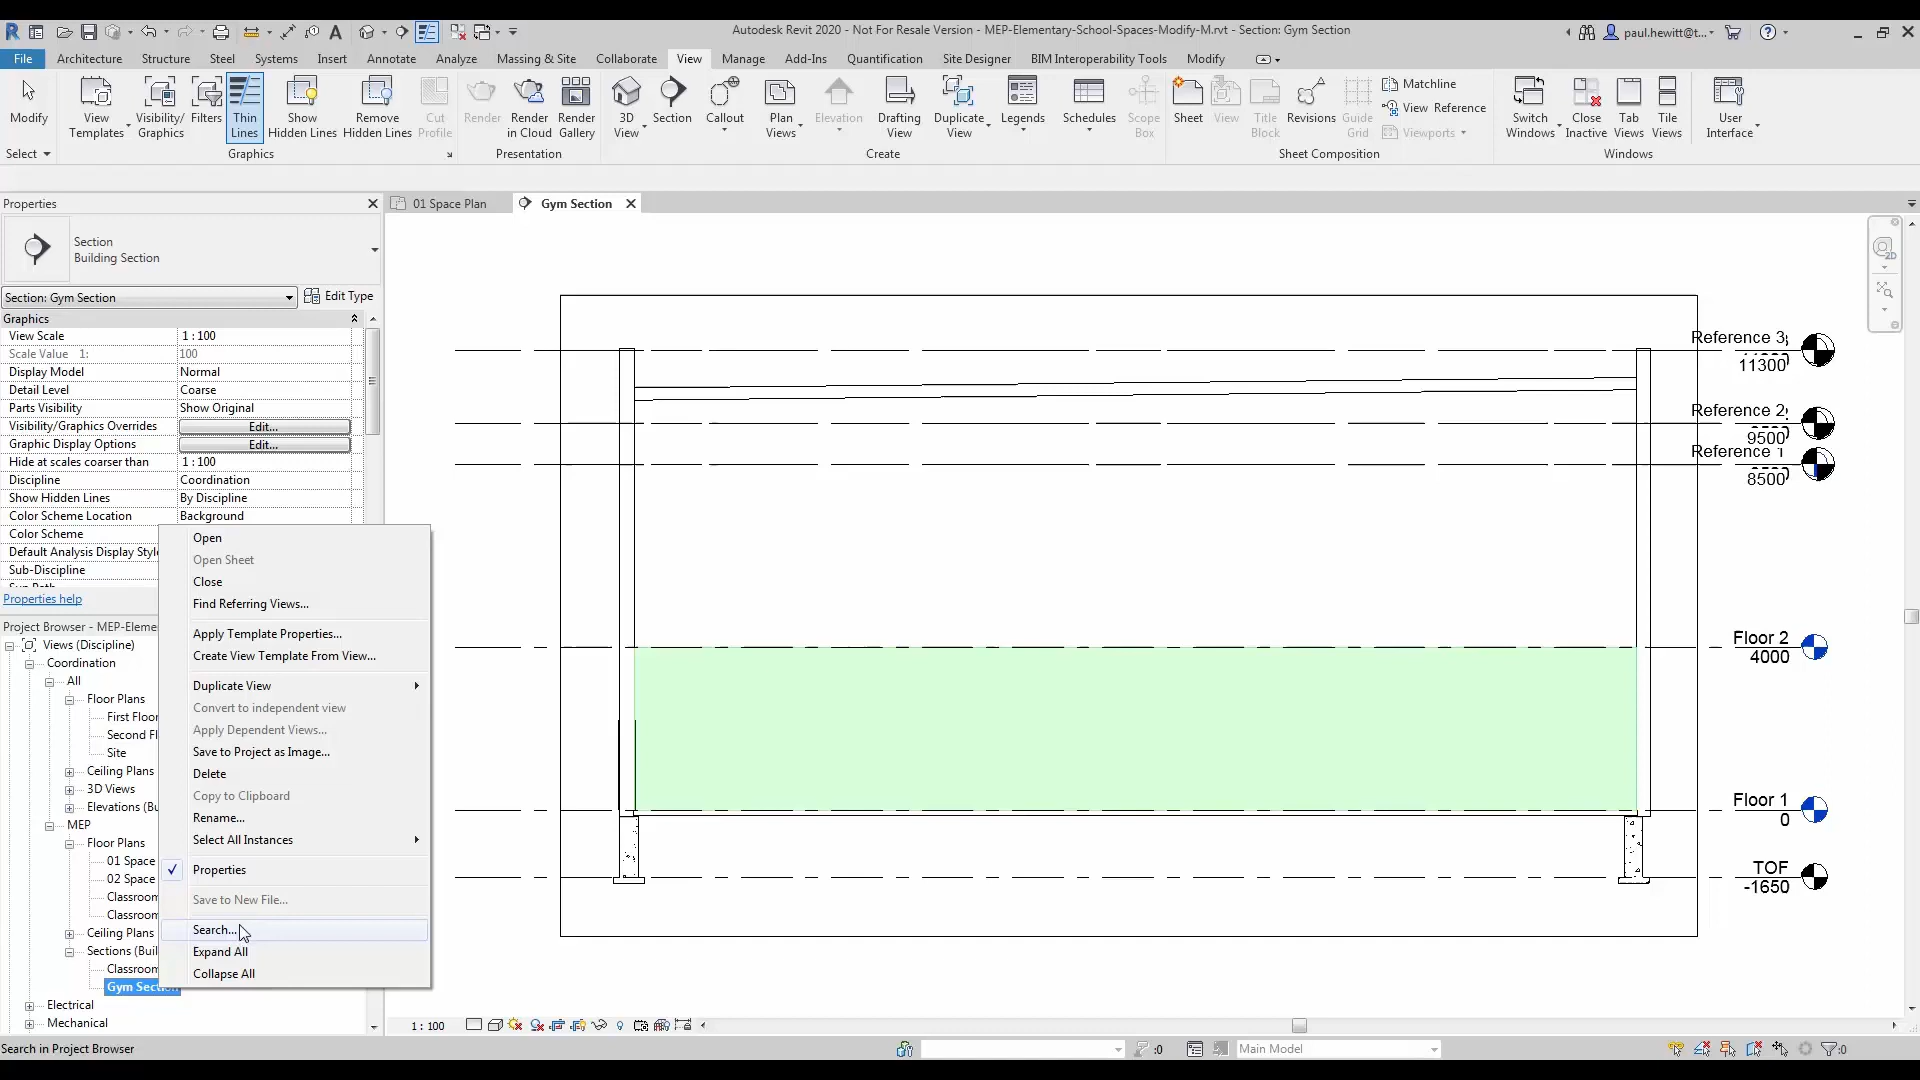 Autodesk Revit 2020 - Not For Resale Version - MEP-Elementary-School-Spaces-Modify-M.rvt - Section: Gym Section
paul.hewitt@t...
File Architecture Structure Steel Systems Insert Annotate Analyze Massing & Site Collaborate View Manage Add-Ins Quantification Site Designer BIM Interoperability Tools Modify
Modify
View Templates
Visibility/ Graphics
Filters
Thin Lines
Show Hidden Lines
Remove Hidden Lines
Cut Profile
Render
Render in Cloud
Render Gallery
3D View
Section
Callout
Plan Views
Elevation
Drafting View
Duplicate View
Legends
Schedules
Scope Box
Sheet
View
Title Block
Revisions
Guide Grid
Matchline
View Reference
Viewports
Switch Windows
Close Inactive
Tab Views
Tile Views
User Interface
Select Graphics Presentation Create Sheet Composition Windows
Properties
01 Space Plan
Gym Section
Section
Building Section
Section: Gym Section
Edit Type
Graphics
View Scale 1 : 100
Scale Value 1: 100
Display Model Normal
Detail Level Coarse
Parts Visibility Show Original
Visibility/Graphics Overrides Edit...
Graphic Display Options Edit...
Hide at scales coarser than 1 : 100
Discipline Coordination
Show Hidden Lines By Discipline
Color Scheme Location Background
Color Scheme
Default Analysis Display Style
Sub-Discipline
Properties help
Project Browser - MEP-Eleme
Views (Discipline)
Coordination
All
Floor Plans
First Floor
Second Fl
Site
Ceiling Plans
3D Views
Elevations (Bu
MEP
Floor Plans
01 Space
02 Space
Classroom
Classroom
Ceiling Plans
Sections (Buil
Classroom
Gym Section
Electrical
Mechanical
Open
Open Sheet
Close
Find Referring Views...
Apply Template Properties...
Create View Template From View...
Duplicate View
Convert to independent view
Apply Dependent Views...
Save to Project as Image...
Delete
Copy to Clipboard
Rename...
Select All Instances
Properties
Save to New File...
Search...
Expand All
Collapse All
Reference 3
11300
Reference 2
9500
Reference 1
8500
Floor 2
4000
Floor 1
0
TOF
-1650
2D
1 : 100
Search in Project Browser
:0
Main Model
:0